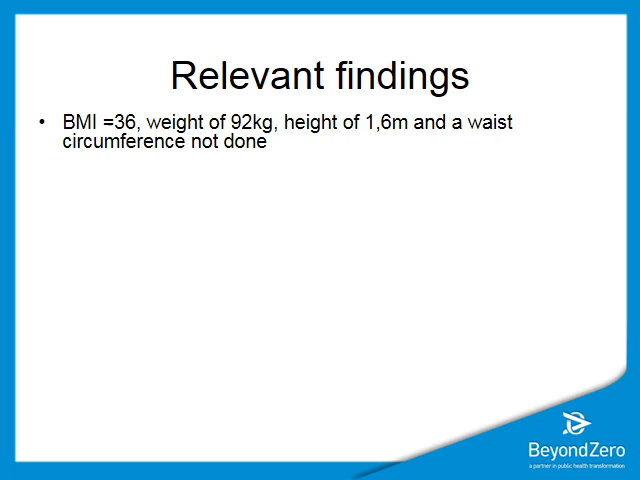 Relevant findings
• BMI =36, weight of 92kg, height of 1,6m and a waist
circumference not done
BeyondZero
a partner in public health transformation